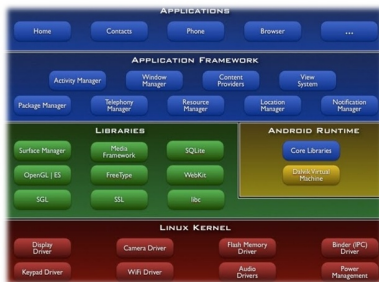 APPLICATIONS
Home
Contacts
Phone
Browser
...
APPLICATION FRAMEWORK
Activity Manager
Window
Manager
Content
Providers
View
System
Package Manager
Telephony
Manager
Resource
Manager
Location
Manager
Notification
Manager
LIBRARIES
Surface Manager
Media
Framework
SQLite
OpenGL | ES
FreeType
WebKit
SGL
SSL
libc
ANDROID RUNTIME
Core Libraries
Dalvik Virtual
Machine
LINUX KERNEL
Display
Driver
Camera Driver
Flash Memory
Driver
Binder (IPC)
Driver
Keypad Driver
WiFi Driver
Audio
Drivers
Power
Management